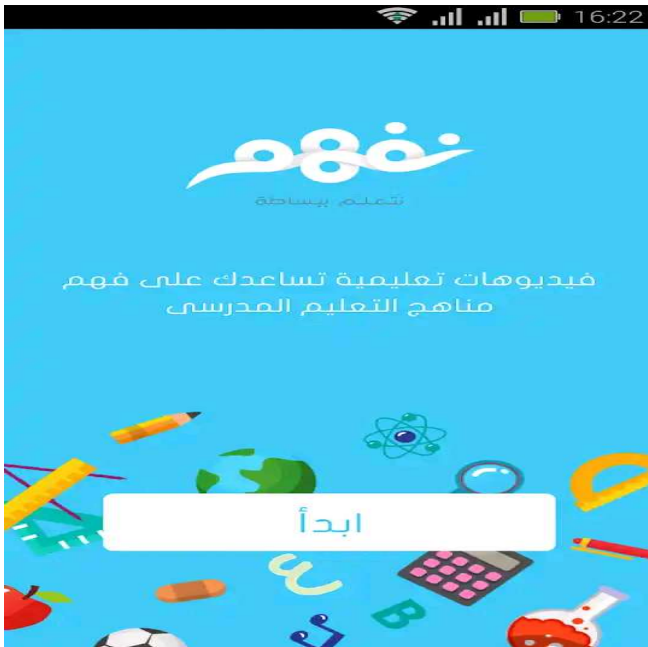 16:22
نفهم
نتعلم ببساطة
فيديوهات تعليمية تساعدك على فهم
مناهج التعليم المدرسى
ابدأ
B